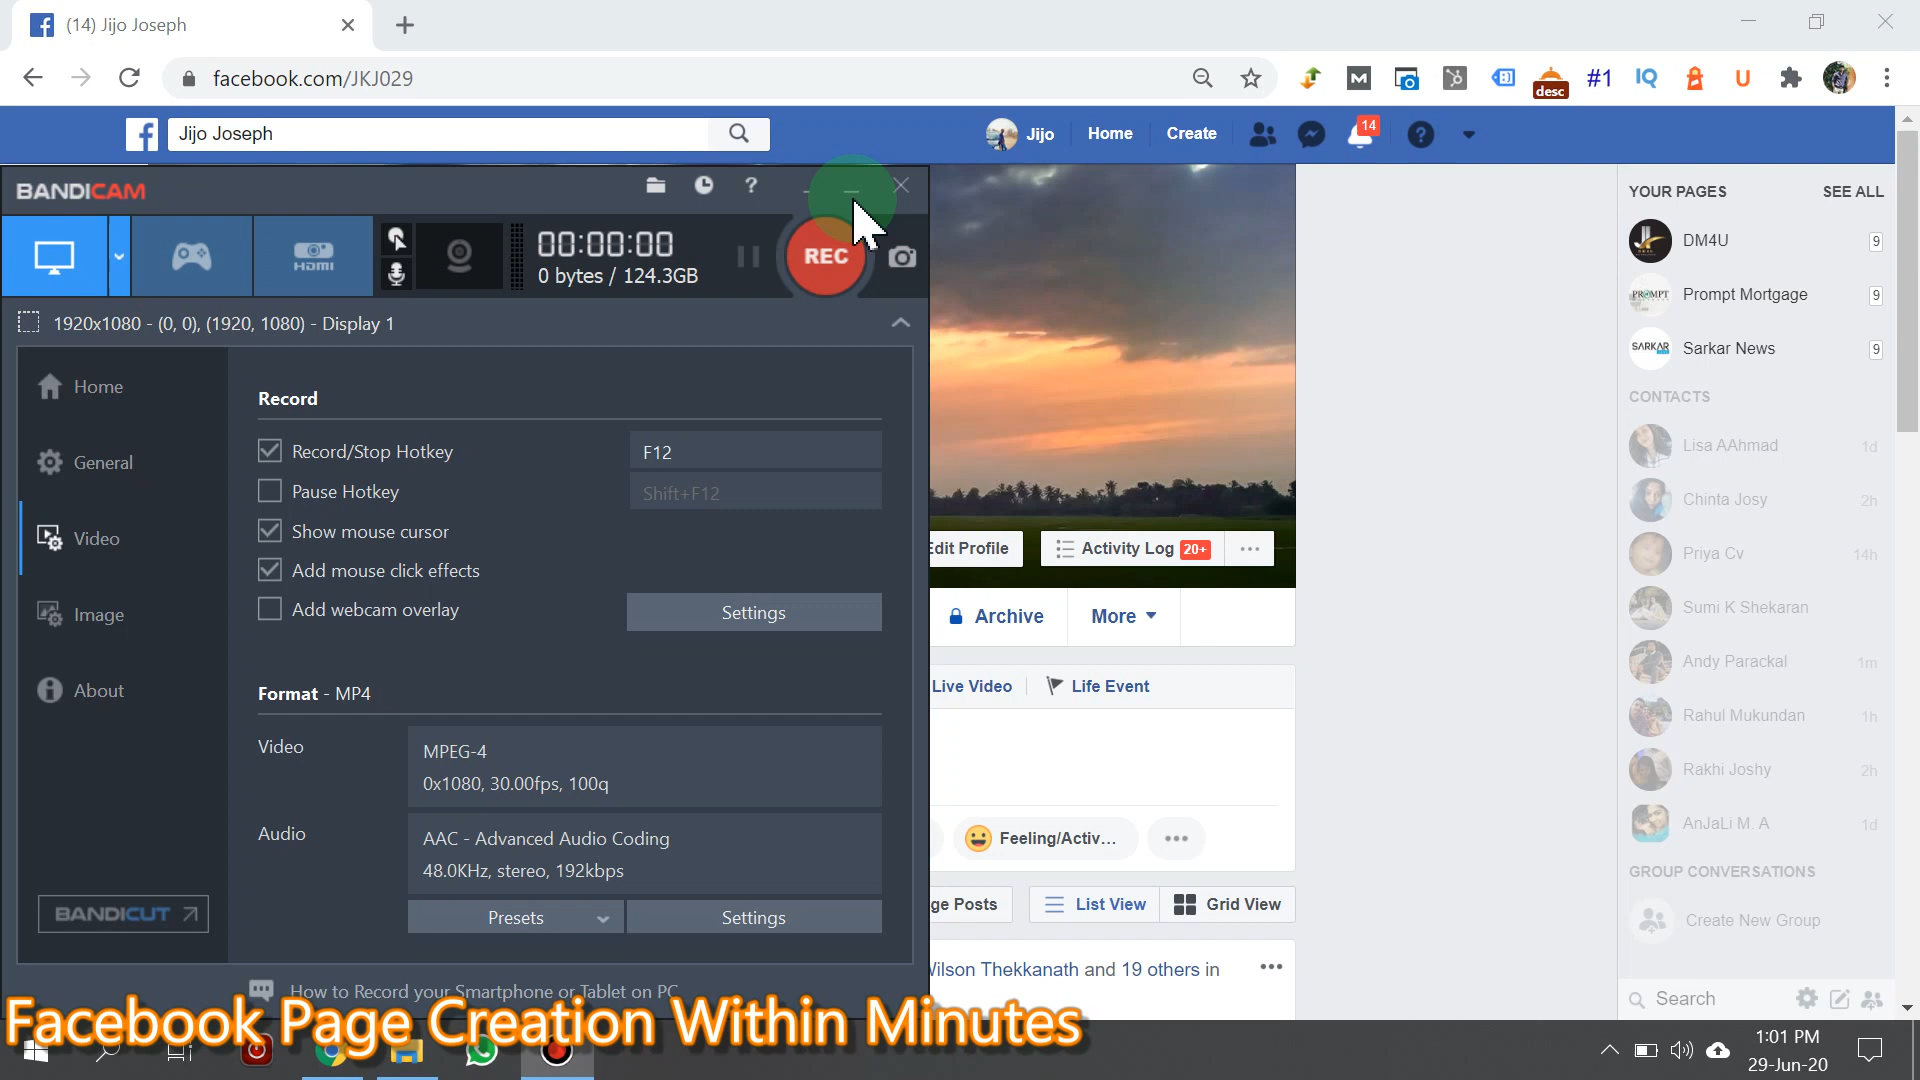 (14) Jijo Joseph
facebook.com/JKJ029
desc
#1
IQ
U
Jijo Joseph
Jijo
Home
Create
14
BANDICAM
HDMI
00:00:00
0 bytes / 124.3GB
REC
1920x1080 - (0, 0), (1920, 1080) - Display 1
Home
General
Video
Image
About
BANDICUT
Record
Record/Stop Hotkey
F12
Pause Hotkey
Shift+F12
Show mouse cursor
Add mouse click effects
Add webcam overlay
Settings
Format - MP4
Video
MPEG-4
0x1080, 30.00fps, 100q
Audio
AAC - Advanced Audio Coding
48.0KHz, stereo, 192kbps
Presets
Settings
How to Record your Smartphone or Tablet on PC
Edit Profile
Activity Log 20+
Archive
More
Live Video
Life Event
Feeling/Activ...
ge Posts
List View
Grid View
Wilson Thekkanath and 19 others in
YOUR PAGES
SEE ALL
DM4U
9
PROMPT
Prompt Mortgage
9
SARKAR
Sarkar News
9
CONTACTS
Lisa AAhmad
1d
Chinta Josy
2h
Priya Cv
14h
Sumi K Shekaran
Andy Parackal
1m
Rahul Mukundan
1h
Rakhi Joshy
2h
AnJaLi M. A
1d
GROUP CONVERSATIONS
Create New Group
Search
Facebook Page Creation Within Minutes
1:01 PM
29-Jun-20